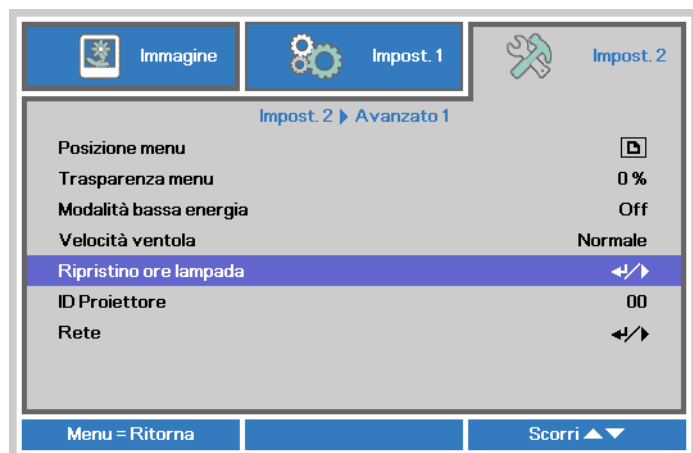 Immagine
Impost. 1
Impost. 2
Impost. 2 ▶ Avanzato 1
Posizione menu
Trasparenza menu 0 %
Modalità bassa energia Off
Velocità ventola Normale
Ripristino ore lampada ↵/▶
ID Proiettore 00
Rete ↵/▶
Menu = Ritorna
Scorri ▲▼